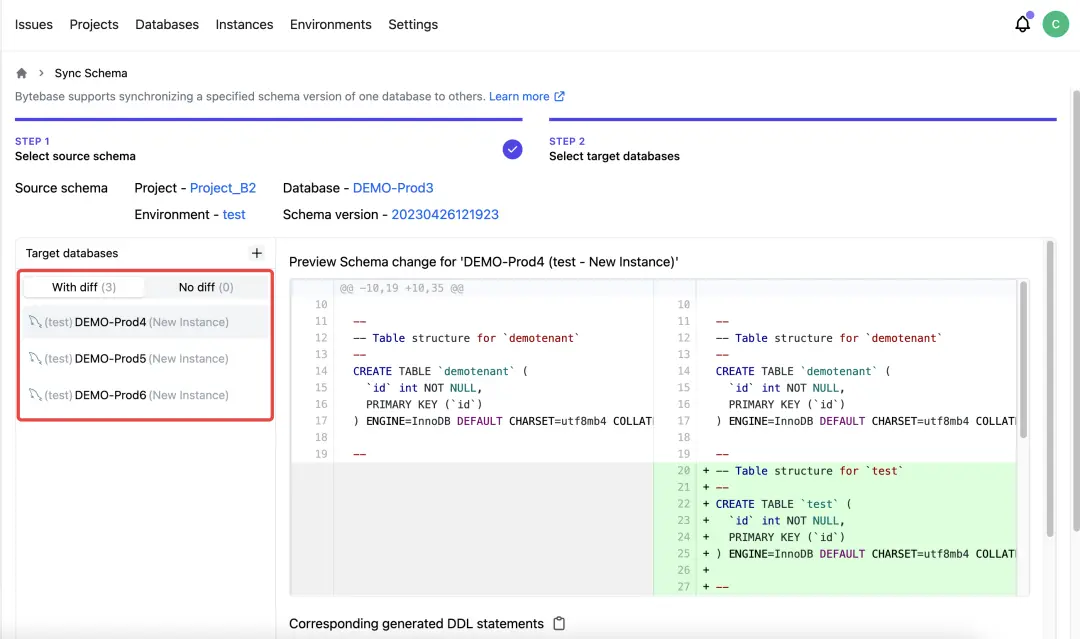 Issues Projects Databases Instances Environments Settings
C
Sync Schema
Bytebase supports synchronizing a specified schema version of one database to others. Learn more
STEP 1
Select source schema
STEP 2
Select target databases
Source schema Project - Project_B2 Database - DEMO-Prod3
Environment - test Schema version - 20230426121923
Target databases +
With diff (3) No diff (0)
(test) DEMO-Prod4 (New Instance)
(test) DEMO-Prod5 (New Instance)
(test) DEMO-Prod6 (New Instance)
Preview Schema change for 'DEMO-Prod4 (test - New Instance)'
@@ -10,19 +10,35 @@
10
11 --
12 -- Table structure for `demotenant`
13 --
14 CREATE TABLE `demotenant` (
15 `id` int NOT NULL,
16 PRIMARY KEY (`id`)
17 ) ENGINE=InnoDB DEFAULT CHARSET=utf8mb4 COLLAT
18
19 --
10
11 --
12 -- Table structure for `demotenant`
13 --
14 CREATE TABLE `demotenant` (
15 `id` int NOT NULL,
16 PRIMARY KEY (`id`)
17 ) ENGINE=InnoDB DEFAULT CHARSET=utf8mb4 COLLAT
18
19 --
20 + -- Table structure for `test`
21 + --
22 + CREATE TABLE `test` (
23 + `id` int NOT NULL,
24 + PRIMARY KEY (`id`)
25 + ) ENGINE=InnoDB DEFAULT CHARSET=utf8mb4 COLLAT
26 +
27 + --
Corresponding generated DDL statements